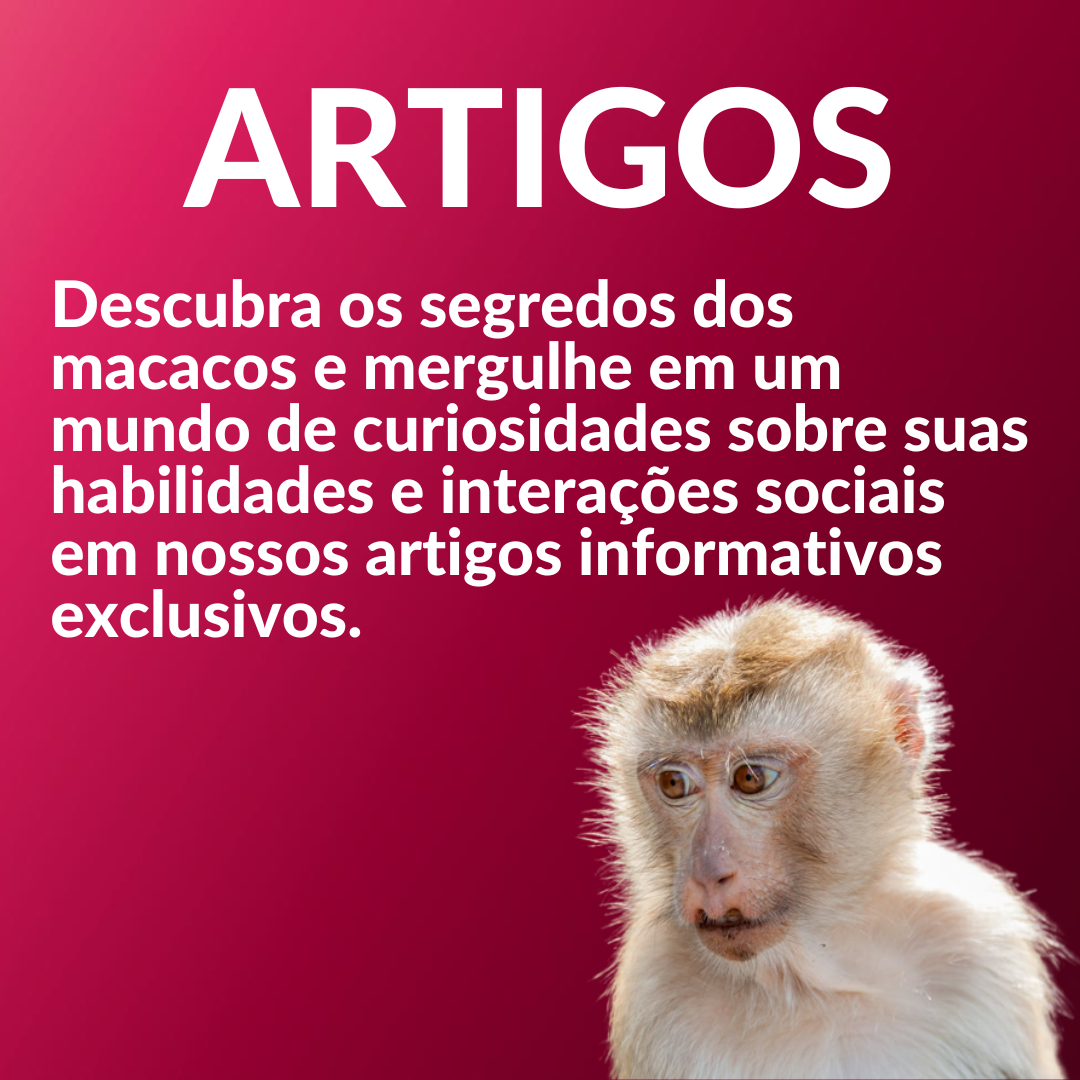 ARTIGOS
Descubra os segredos dos
macacos e mergulhe em um
mundo de curiosidades sobre suas
habilidades e interações sociais
em nossos artigos informativos
exclusivos.